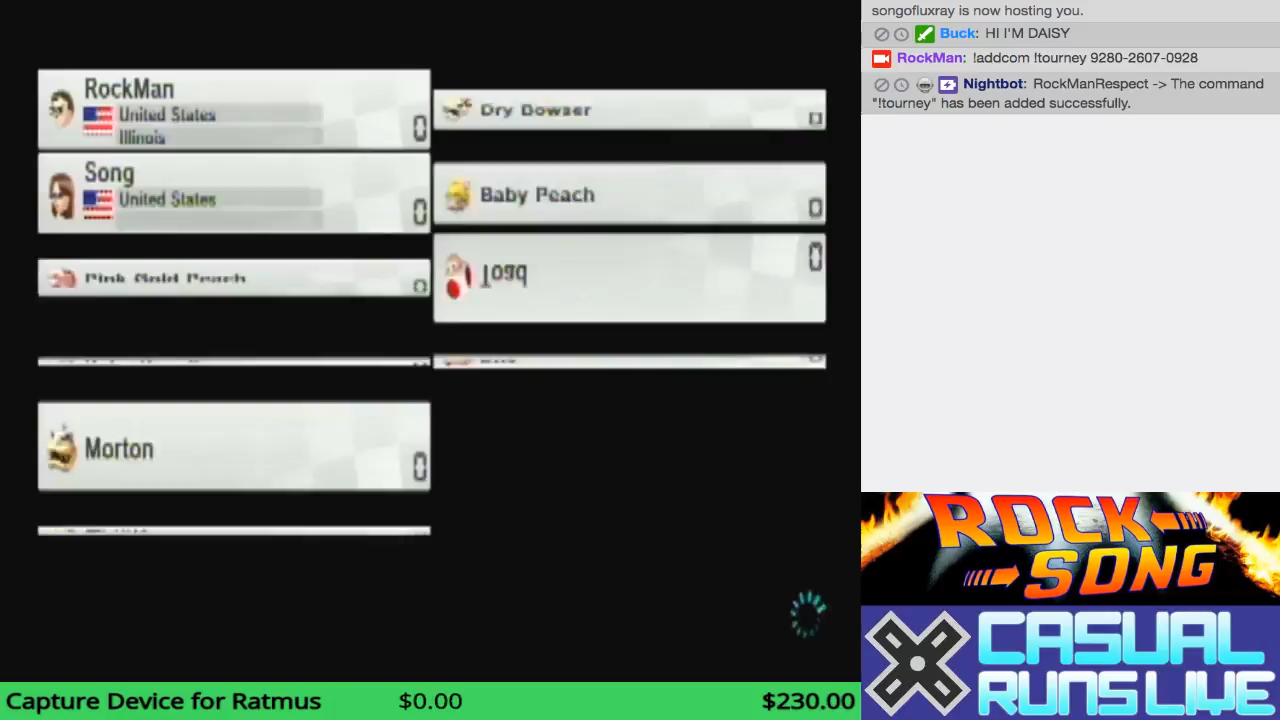 RockMan
United States
Illinois
0
Song
United States
0
Pink Gold Peach
0
Morton
0
Dry Bowser
0
Baby Peach
0
Toad
0
songofluxray is now hosting you.
Buck: HI I'M DAISY
RockMan: !addcom !tourney 9280-2607-0928
Nightbot: RockManRespect -> The command
"!tourney" has been added successfully.
ROCK
SONG
CASUAL
RUNS LIVE
Capture Device for Ratmus $0.00 $230.00